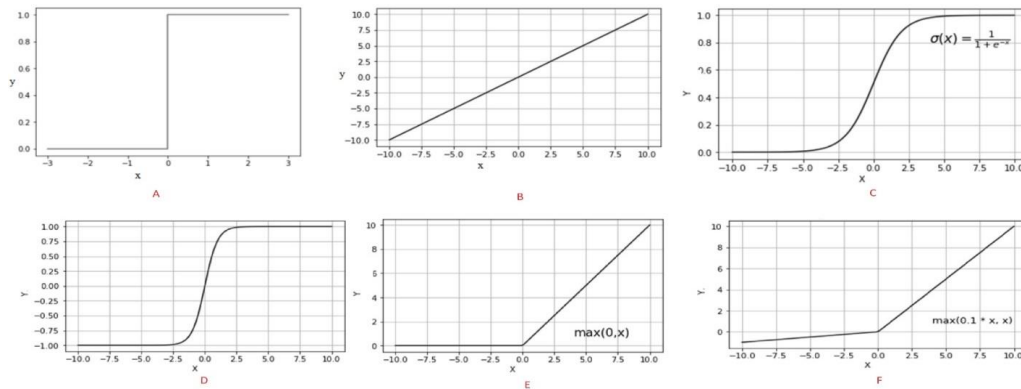 1.0
0.8
0.6
y
0.4
0.2
0.0
−3 −2 −1 0 1 2 3
x
A
10.0
7.5
5.0
2.5
y
0.0
−2.5
−5.0
−7.5
−10.0
−10.0 −7.5 −5.0 −2.5 0.0 2.5 5.0 7.5 10.0
x
B
1.0
σ(x) = 1/(1 + e⁻ˣ)
0.8
0.6
Y
0.4
0.2
0.0
−10.0 −7.5 −5.0 −2.5 0.0 2.5 5.0 7.5 10.0
X
C
1.00
0.75
0.50
0.25
Y
0.00
−0.25
−0.50
−0.75
−1.00
−10.0 −7.5 −5.0 −2.5 0.0 2.5 5.0 7.5 10.0
X
D
10
8
6
Y
4
2
max(0,x)
0
−10.0 −7.5 −5.0 −2.5 0.0 2.5 5.0 7.5 10.0
X
E
10
8
6
Y.
4
2
max(0.1 * x, x)
0
−10.0 −7.5 −5.0 −2.5 0.0 2.5 5.0 7.5 10.0
X
F